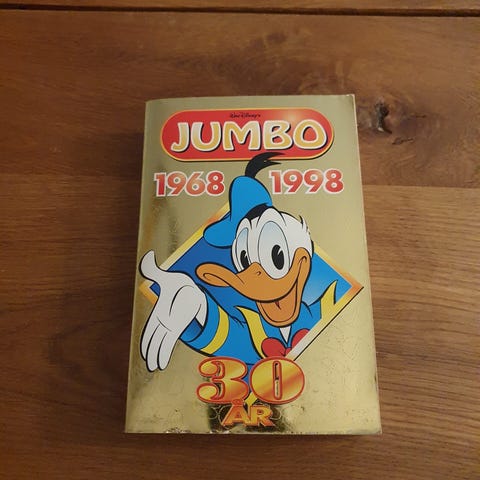 Walt Disney's
JUMBO
1968 1998
30
ÅR